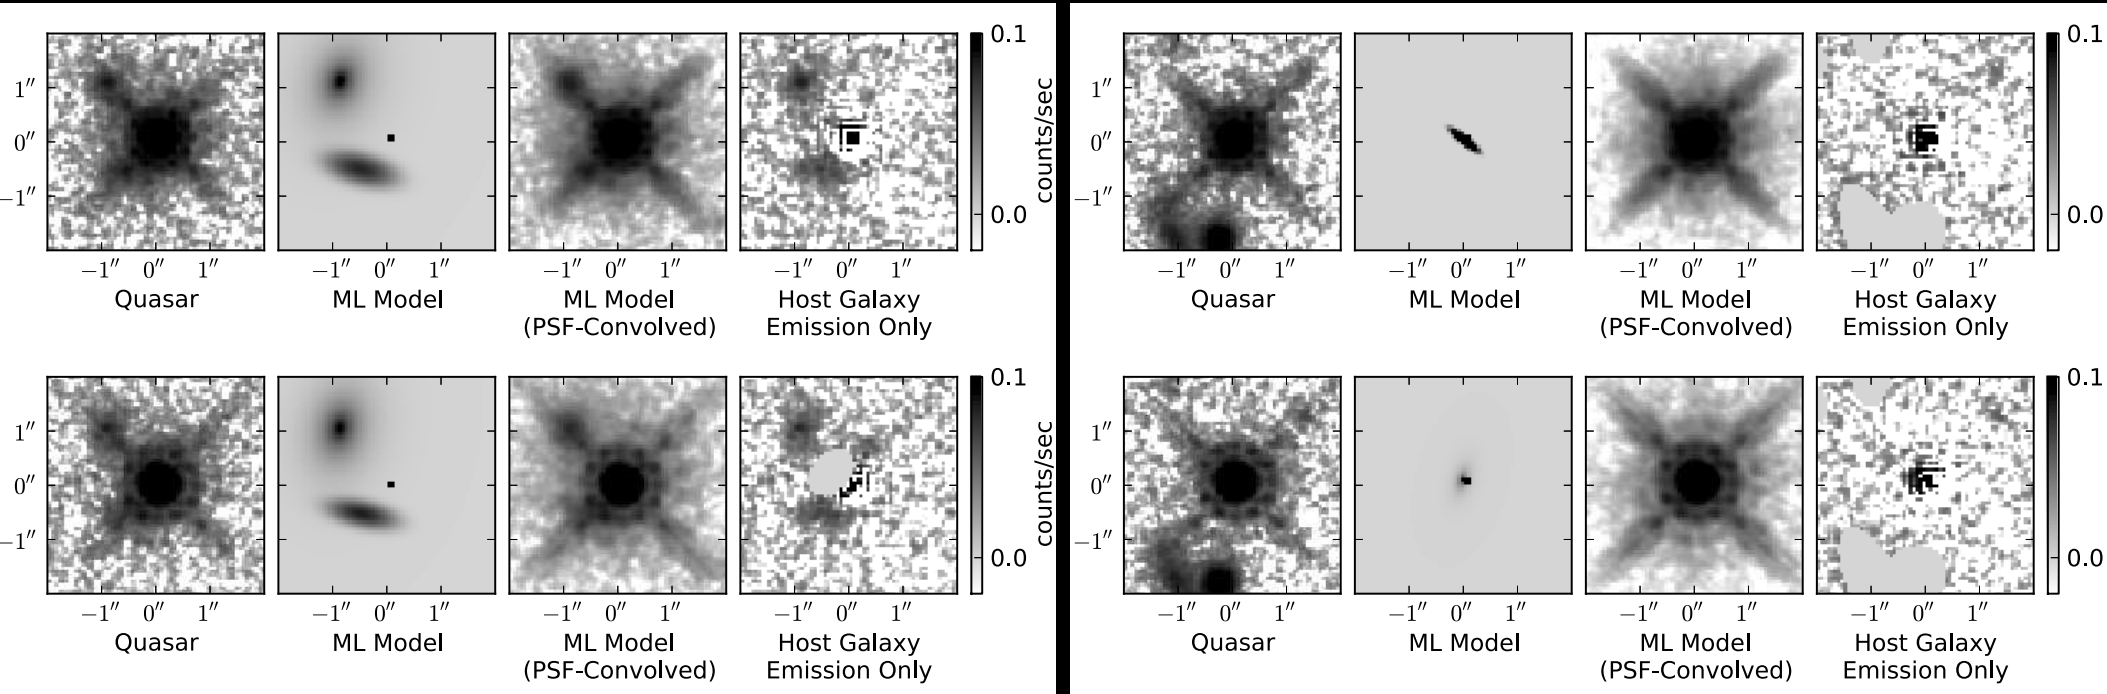 0.1 0.1
1″ 1″
0″ 0″
−1″ −1″
counts/sec
0.0 0.0
−1″ 0″ 1″ −1″ 0″ 1″ −1″ 0″ 1″ −1″ 0″ 1″ −1″ 0″ 1″ −1″ 0″ 1″ −1″ 0″ 1″ −1″ 0″ 1″
Quasar ML Model ML Model Host Galaxy Quasar ML Model ML Model Host Galaxy
(PSF-Convolved) Emission Only (PSF-Convolved) Emission Only
0.1 0.1
1″ 1″
0″ 0″
−1″ −1″
counts/sec
0.0 0.0
−1″ 0″ 1″ −1″ 0″ 1″ −1″ 0″ 1″ −1″ 0″ 1″ −1″ 0″ 1″ −1″ 0″ 1″ −1″ 0″ 1″ −1″ 0″ 1″
Quasar ML Model ML Model Host Galaxy Quasar ML Model ML Model Host Galaxy
(PSF-Convolved) Emission Only (PSF-Convolved) Emission Only